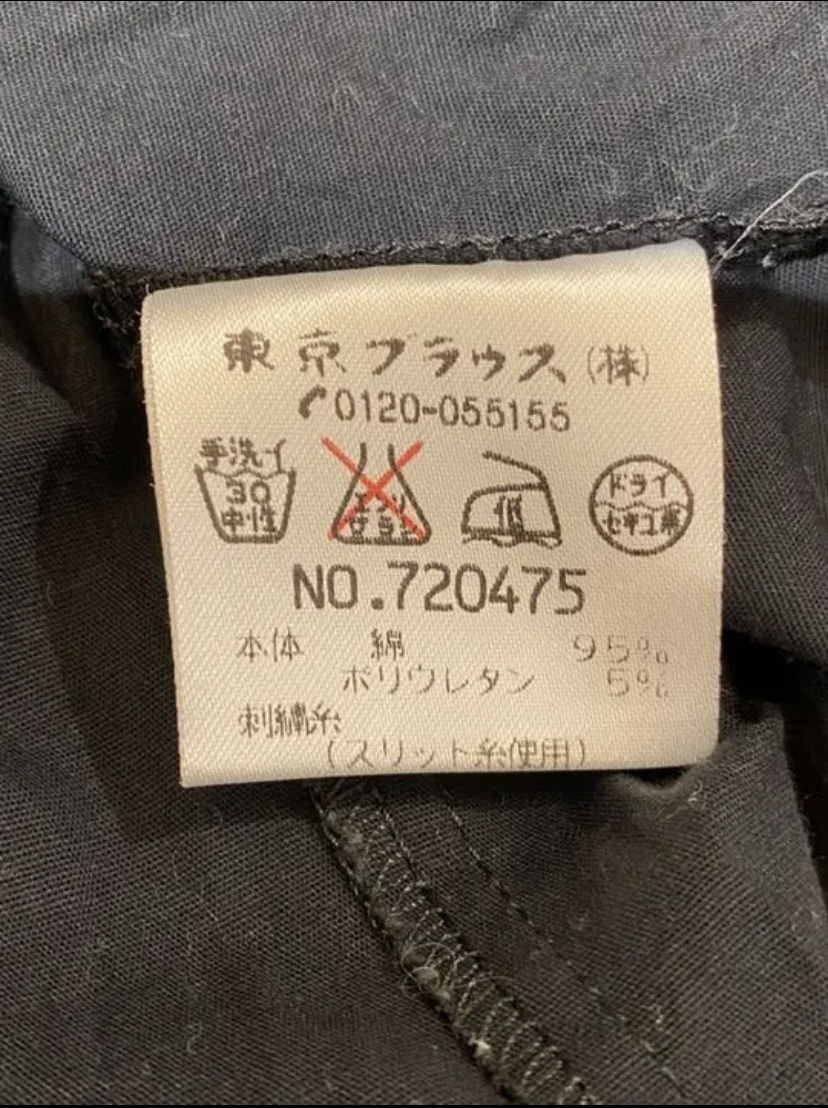 東京ブラウス(株)
0120-055155
手洗イ
30
中性
エンソ
サラシ
低
ドライ
セキユ系
NO.720475
本体 綿 95%
ポリウレタン 5%
刺繍糸
(スリット糸使用)